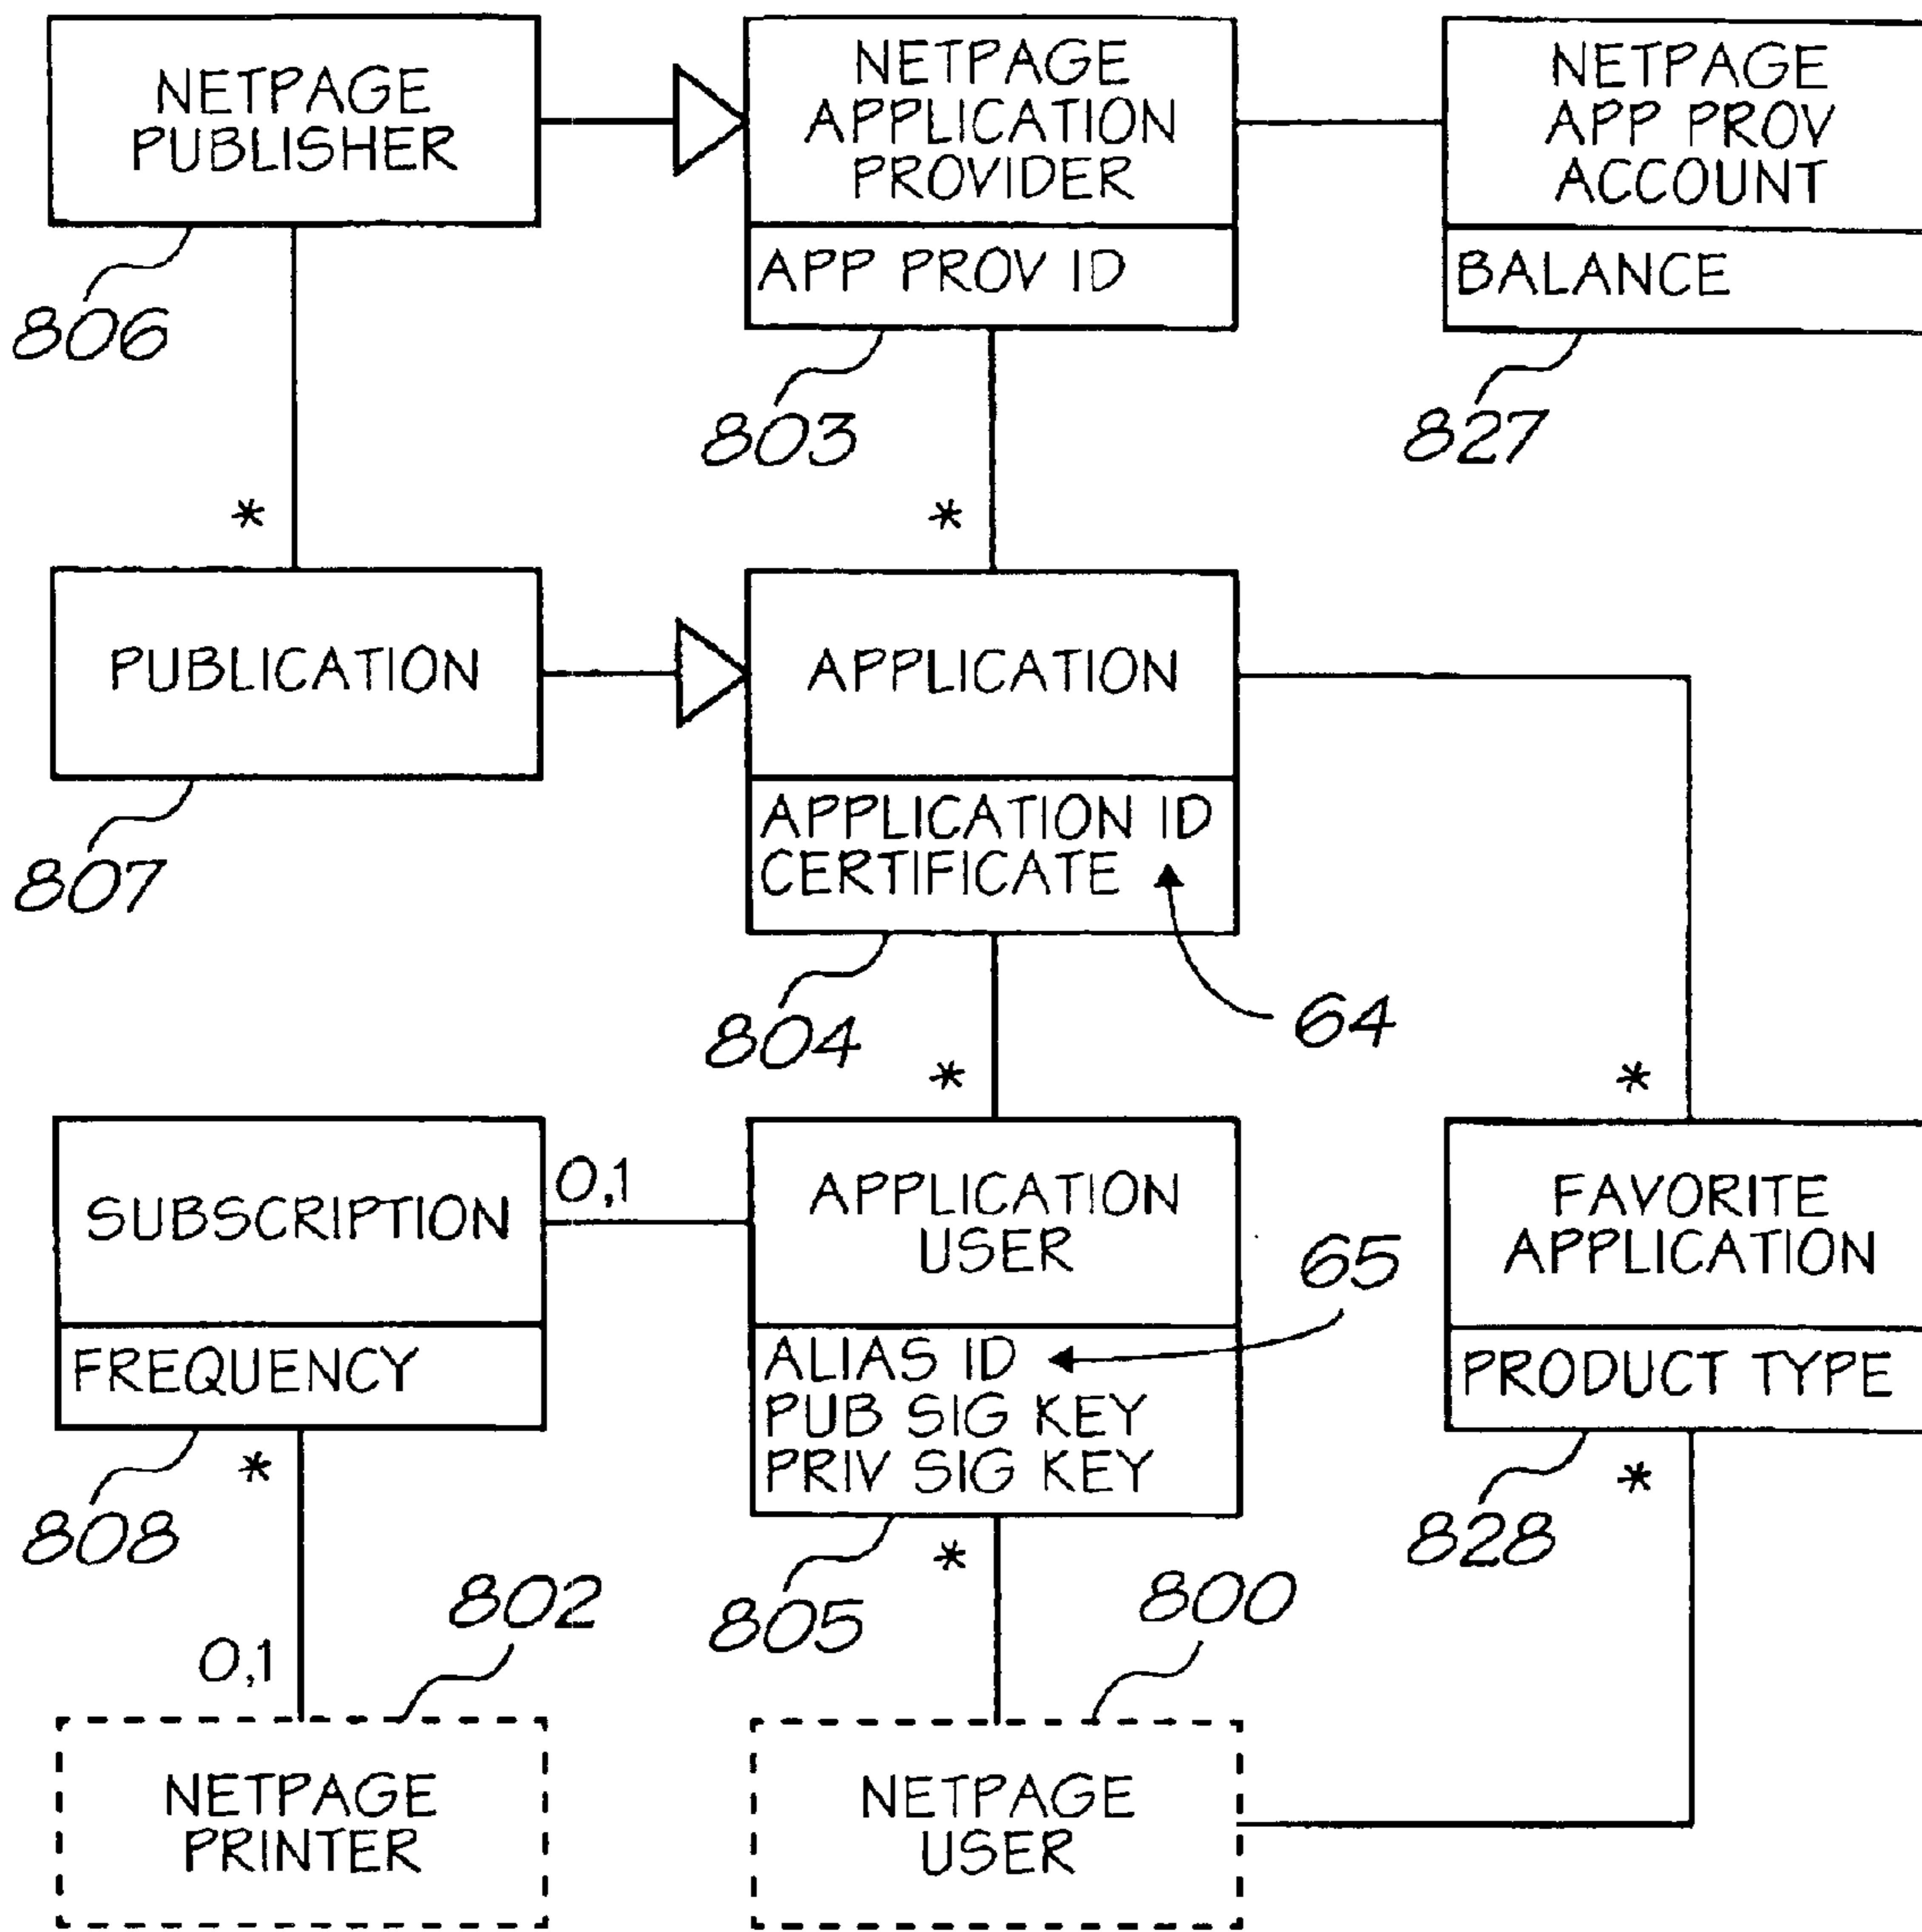 NETPAGE
PUBLISHER
806
NETPAGE
APPLICATION
PROVIDER
APP PROV ID
803
NETPAGE
APP PROV
ACCOUNT
BALANCE
827
*
*
PUBLICATION
807
APPLICATION
APPLICATION ID
CERTIFICATE
804
64
*
*
SUBSCRIPTION
FREQUENCY
808
0,1
APPLICATION
USER
ALIAS ID
PUB SIG KEY
PRIV SIG KEY
805
65
FAVORITE
APPLICATION
PRODUCT TYPE
828
*
*
*
802
0,1
800
NETPAGE
PRINTER
NETPAGE
USER